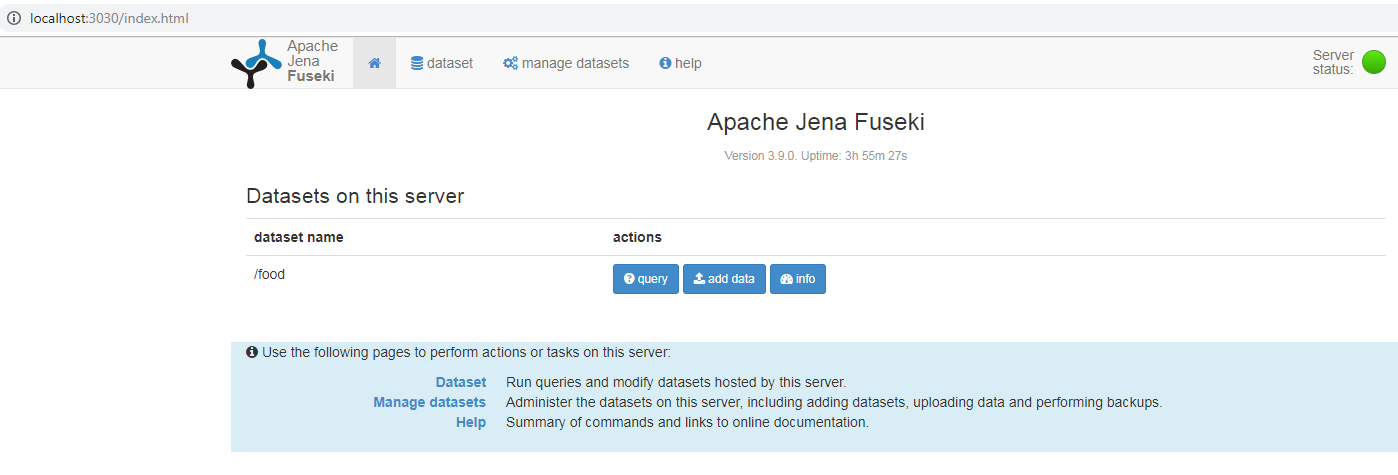 localhost:3030/index.html
Apache
Jena
Fuseki
dataset
manage datasets
help
Server
status:
Apache Jena Fuseki
Version 3.9.0. Uptime: 3h 55m 27s
Datasets on this server
dataset name actions
/food query add data info
Use the following pages to perform actions or tasks on this server:
Dataset Run queries and modify datasets hosted by this server.
Manage datasets Administer the datasets on this server, including adding datasets, uploading data and performing backups.
Help Summary of commands and links to online documentation.